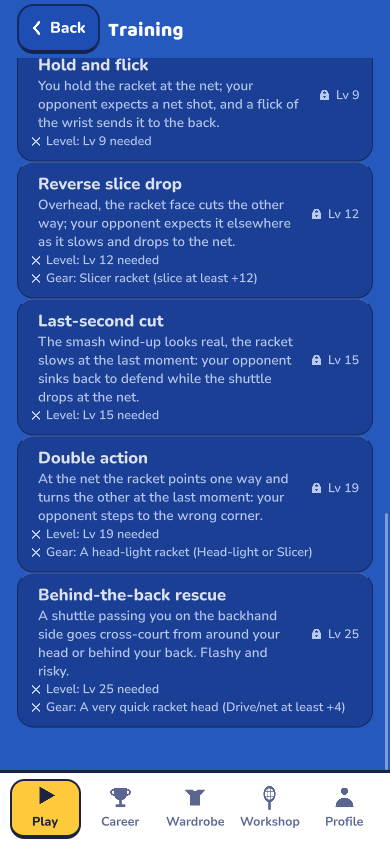 Back
Training
Hold and flick
You hold the racket at the net; your
opponent expects a net shot, and a flick of
the wrist sends it to the back.
Lv 9
Level: Lv 9 needed
Reverse slice drop
Overhead, the racket face cuts the other
way; your opponent expects it elsewhere
as it slows and drops to the net.
Lv 12
Level: Lv 12 needed
Gear: Slicer racket (slice at least +12)
Last-second cut
The smash wind-up looks real, the racket
slows at the last moment: your opponent
sinks back to defend while the shuttle
drops at the net.
Lv 15
Level: Lv 15 needed
Double action
At the net the racket points one way and
turns the other at the last moment: your
opponent steps to the wrong corner.
Lv 19
Level: Lv 19 needed
Gear: A head-light racket (Head-light or Slicer)
Behind-the-back rescue
A shuttle passing you on the backhand
side goes cross-court from around your
head or behind your back. Flashy and
risky.
Lv 25
Level: Lv 25 needed
Gear: A very quick racket head (Drive/net at least +4)
Play
Career
Wardrobe
Workshop
Profile